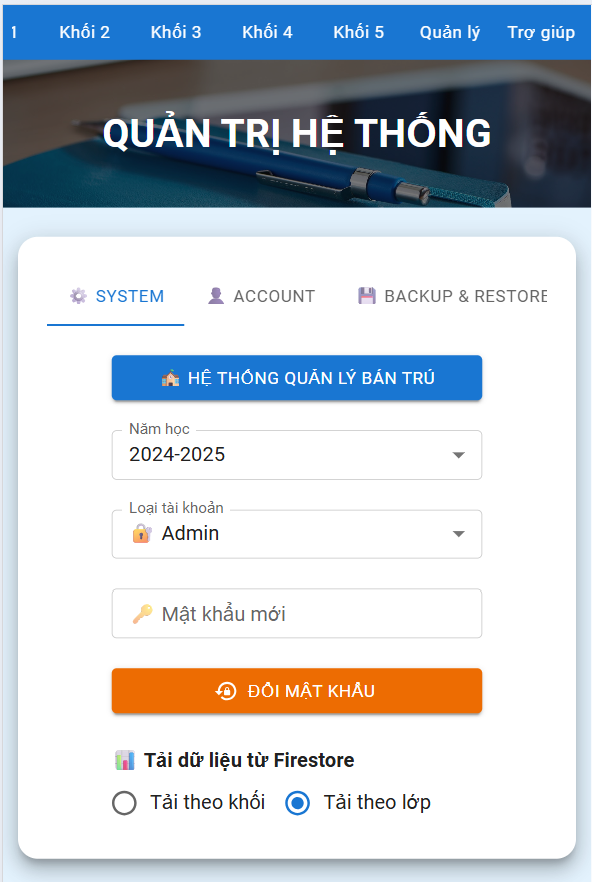 1 Khối 2 Khối 3 Khối 4 Khối 5 Quản lý Trợ giúp
QUẢN TRỊ HỆ THỐNG
SYSTEM ACCOUNT BACKUP & RESTORE
HỆ THỐNG QUẢN LÝ BÁN TRÚ
Năm học
2024-2025
Loại tài khoản
Admin
Mật khẩu mới
ĐỔI MẬT KHẨU
Tải dữ liệu từ Firestore
Tải theo khối Tải theo lớp